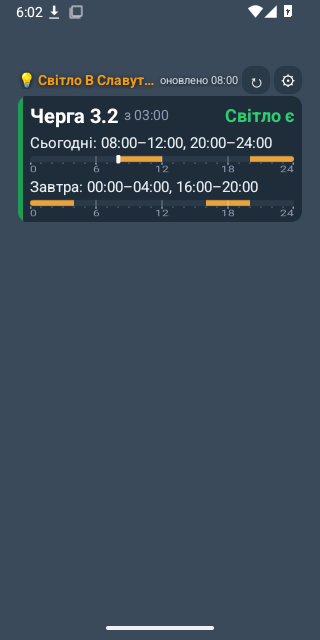 6:02
💡 Світло В Славут… оновлено 08:00
Черга 3.2 з 03:00 Світло є
Сьогодні: 08:00–12:00, 20:00–24:00
0 6 12 18 24
Завтра: 00:00–04:00, 16:00–20:00
0 6 12 18 24